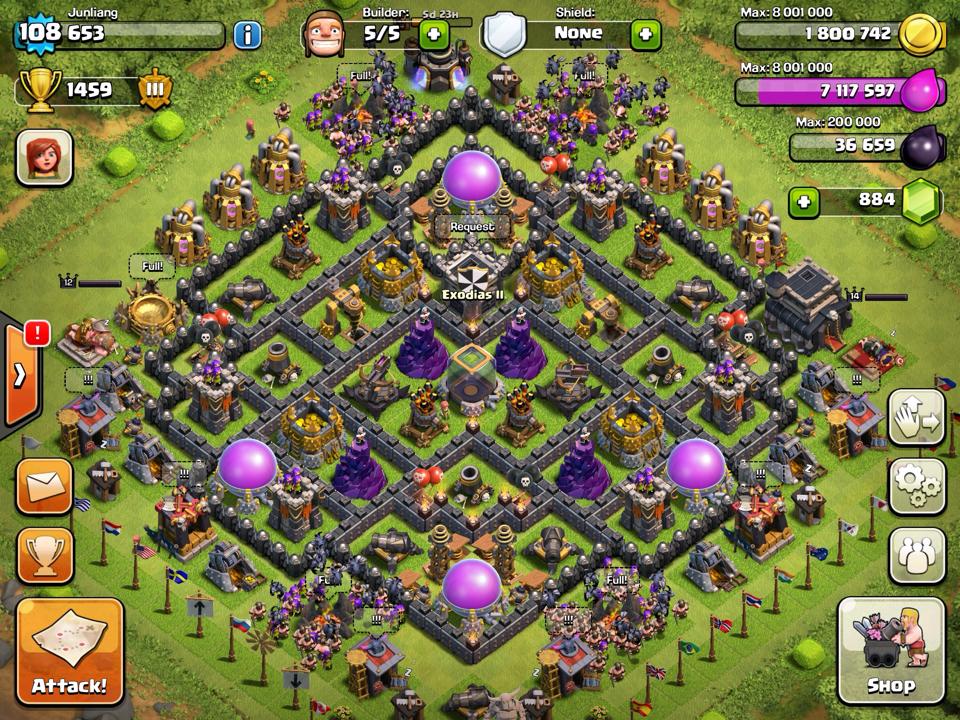 Junliang
108 653
Builder: 5d 23H
5/5
Shield:
None
Max: 8 001 000
1 800 742
1459
III
Max: 8 001 000
7 117 597
Max: 200 000
36 659
884
Full!
Full!
Request
Full!
12
Exodias II
14
!
!!!
!!!
z
z
z
!!!
!!!
z
Full!
!!!
!!!
z
z
Attack!
Shop